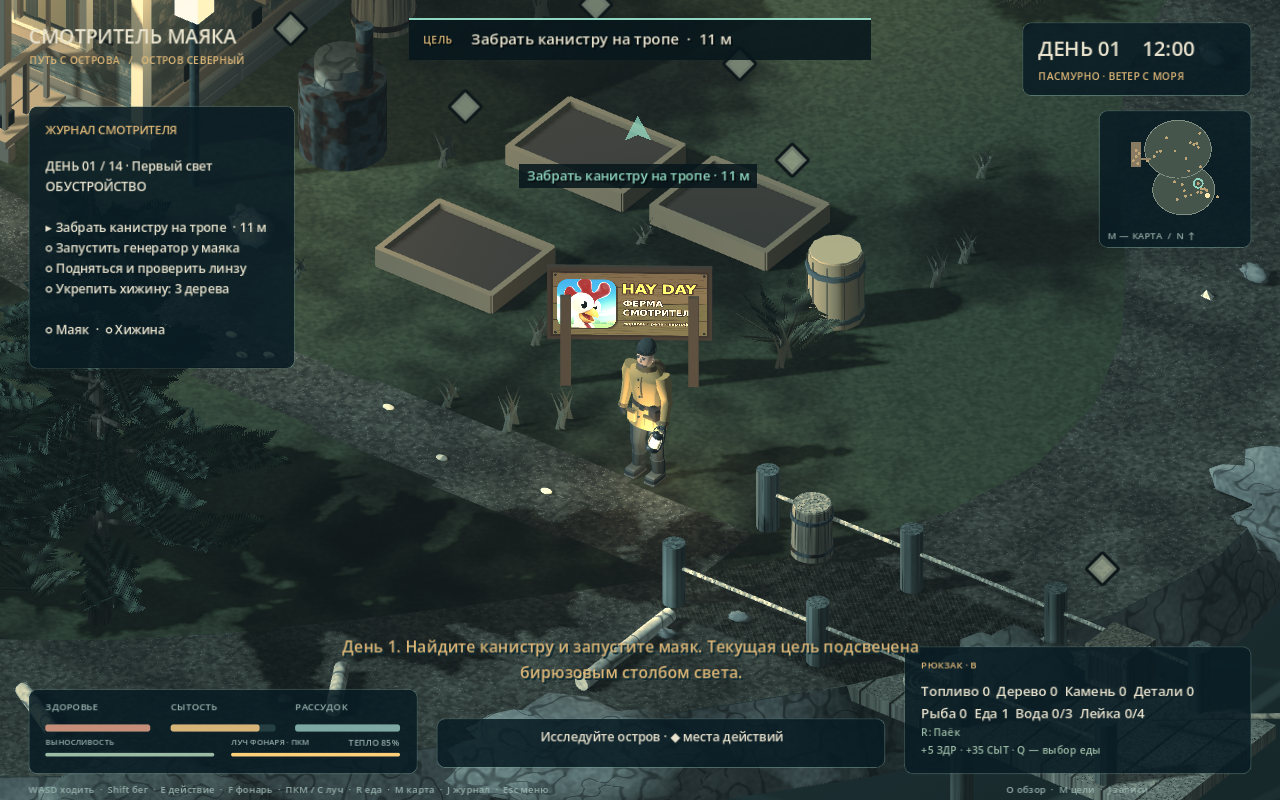 СМОТРИТЕЛЬ МАЯКА
ПУТЬ С ОСТРОВА / ОСТРОВ СЕВЕРНЫЙ
ЦЕЛЬ Забрать канистру на тропе · 11 м
ДЕНЬ 01 12:00
ПАСМУРНО · ВЕТЕР С МОРЯ
ЖУРНАЛ СМОТРИТЕЛЯ
ДЕНЬ 01 / 14 · Первый свет
ОБУСТРОЙСТВО
▸ Забрать канистру на тропе · 11 м
Запустить генератор у маяка
Подняться и проверить линзу
Укрепить хижину: 3 дерева
Маяк · Хижина
M — КАРТА / N ↑
Забрать канистру на тропе · 11 м
HAY DAY
ФЕРМА
СМОТРИТЕЛ
День 1. Найдите канистру и запустите маяк. Текущая цель подсвечена
бирюзовым столбом света.
ЗДОРОВЬЕ СЫТОСТЬ РАССУДОК
ВЫНОСЛИВОСТЬ ЛУЧ ФОНАРЯ · ПКМ ТЕПЛО 85%
Исследуйте остров · ◆ места действий
РЮКЗАК · B
Топливо 0 Дерево 0 Камень 0 Детали 0
Рыба 0 Еда 1 Вода 0/3 Лейка 0/4
R: Паёк
+5 ЗДР · +35 СЫТ · Q — выбор еды
WASD ходить · Shift бег · E действие · F фонарь · ПКМ / C луч · R еда · M карта · J журнал · Esc меню
O обзор · M цели · J записи